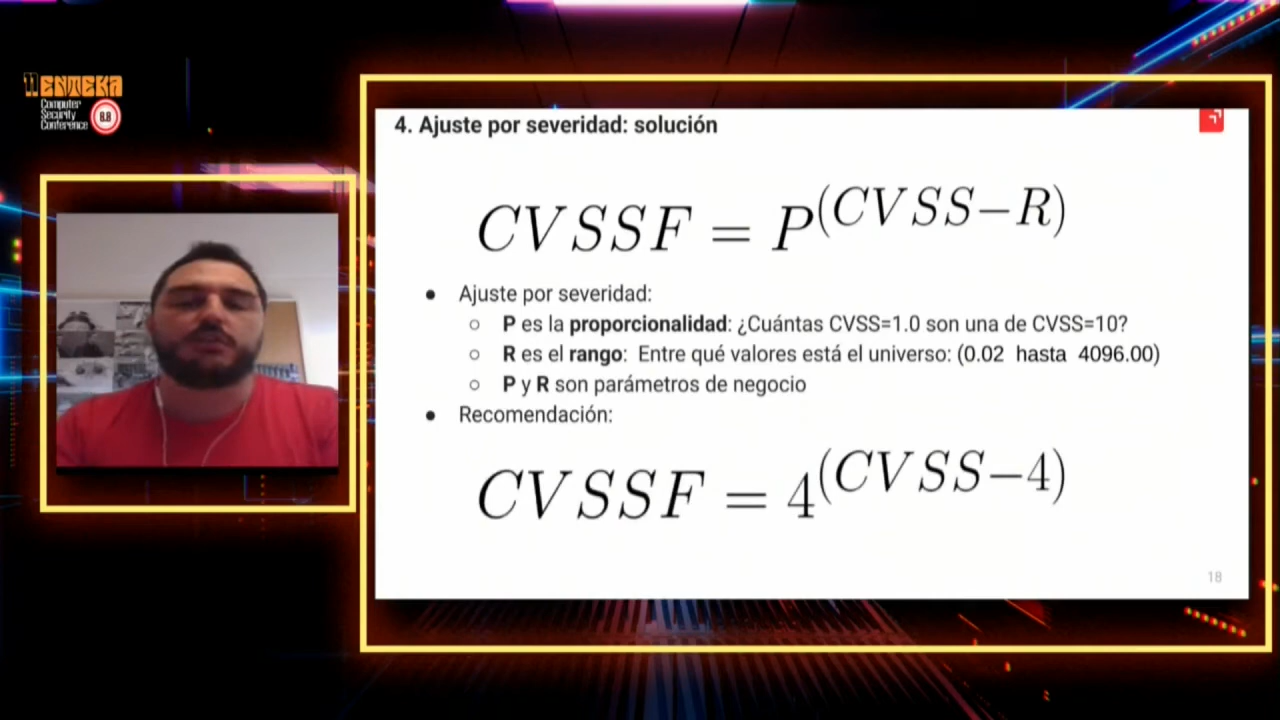 11ENTEKA
Computer
Security
Conference
8.8
4. Ajuste por severidad: solución
CVSSF = P^(CVSS−R)
● Ajuste por severidad:
○ P es la proporcionalidad: ¿Cuántas CVSS=1.0 son una de CVSS=10?
○ R es el rango: Entre qué valores está el universo: (0.02 hasta 4096.00)
○ P y R son parámetros de negocio
● Recomendación:
CVSSF = 4^(CVSS−4)
18